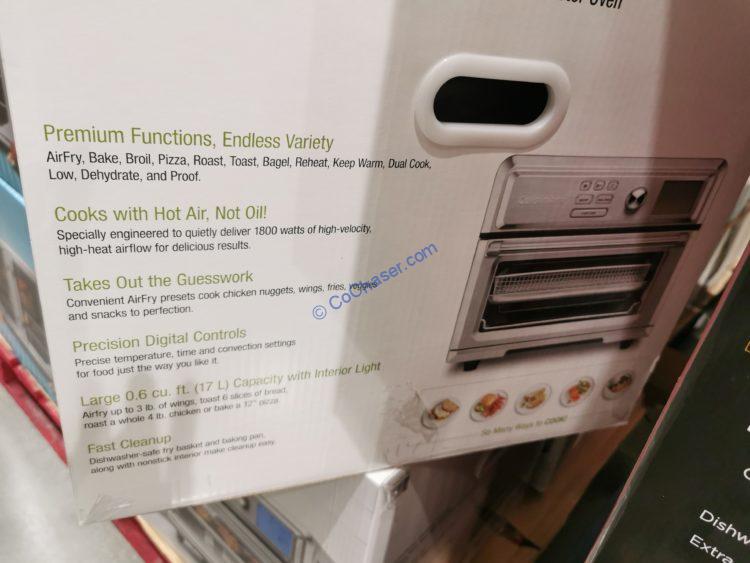 Oven
Premium Functions, Endless Variety
AirFry, Bake, Broil, Pizza, Roast, Toast, Bagel, Reheat, Keep Warm, Dual Cook,
Low, Dehydrate, and Proof.
Cooks with Hot Air, Not Oil!
Specially engineered to quietly deliver 1800 watts of high-velocity,
high-heat airflow for delicious results.
Takes Out the Guesswork
Convenient AirFry presets cook chicken nuggets, wings, fries, veggies
and snacks to perfection.
© CoChaser.com
Precision Digital Controls
Precise temperature, time and convection settings
for food just the way you like it.
Large 0.6 cu. ft. (17 L) Capacity with Interior Light
Airfry up to 3 lb. of wings, toast 6 slices of bread,
roast a whole 4 lb. chicken or bake a 12" pizza.
Fast Cleanup
Dishwasher-safe fry basket and baking pan,
along with nonstick interior make cleanup easy.
So Many Ways to COOK!
Dishw
Extra